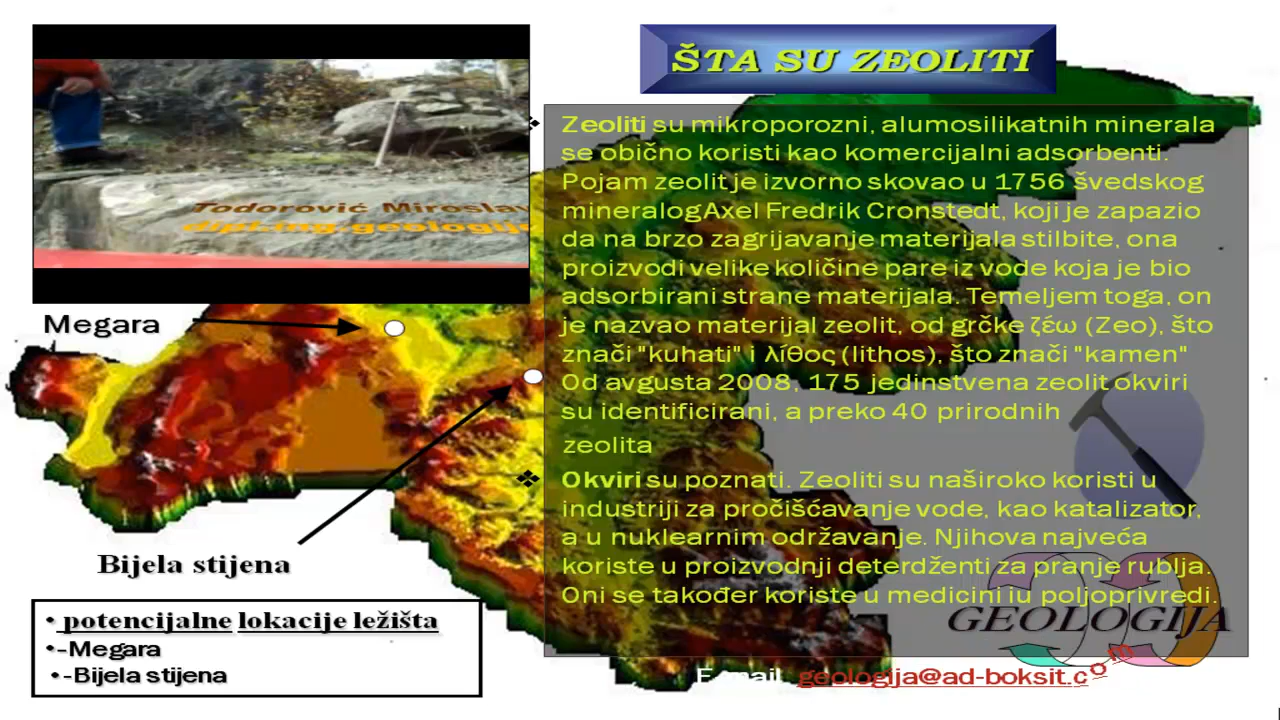 ŠTA SU ZEOLITI
Todorović Miroslav
dipl.ing.geologije
Zeoliti su mikroporozni, alumosilikatnih minerala
se obično koristi kao komercijalni adsorbenti.
Pojam zeolit je izvorno skovao u 1756 švedskog
mineralog Axel Fredrik Cronstedt, koji je zapazio
da na brzo zagrijavanje materijala stilbite, ona
proizvodi velike količine pare iz vode koja je bio
adsorbirani strane materijala. Temeljem toga, on
je nazvao materijal zeolit, od grčke ζέω (Zeo), što
znači "kuhati" i λίθος (lithos), što znači "kamen"
Od avgusta 2008, 175 jedinstvena zeolit okviri
su identificirani, a preko 40 prirodnih
zeolita
Okviri su poznati. Zeoliti su naširoko koristi u
industriji za pročišćavanje vode, kao katalizator,
a u nuklearnim održavanje. Njihova najveća
koriste u proizvodnji deterdženti za pranje rublja.
Oni se također koriste u medicini iu poljoprivredi.
Megara
Bijela stijena
• potencijalne lokacije ležišta
•-Megara
•-Bijela stijena
GEOLOGIJA
E-mail geologija@ad-boksit.com